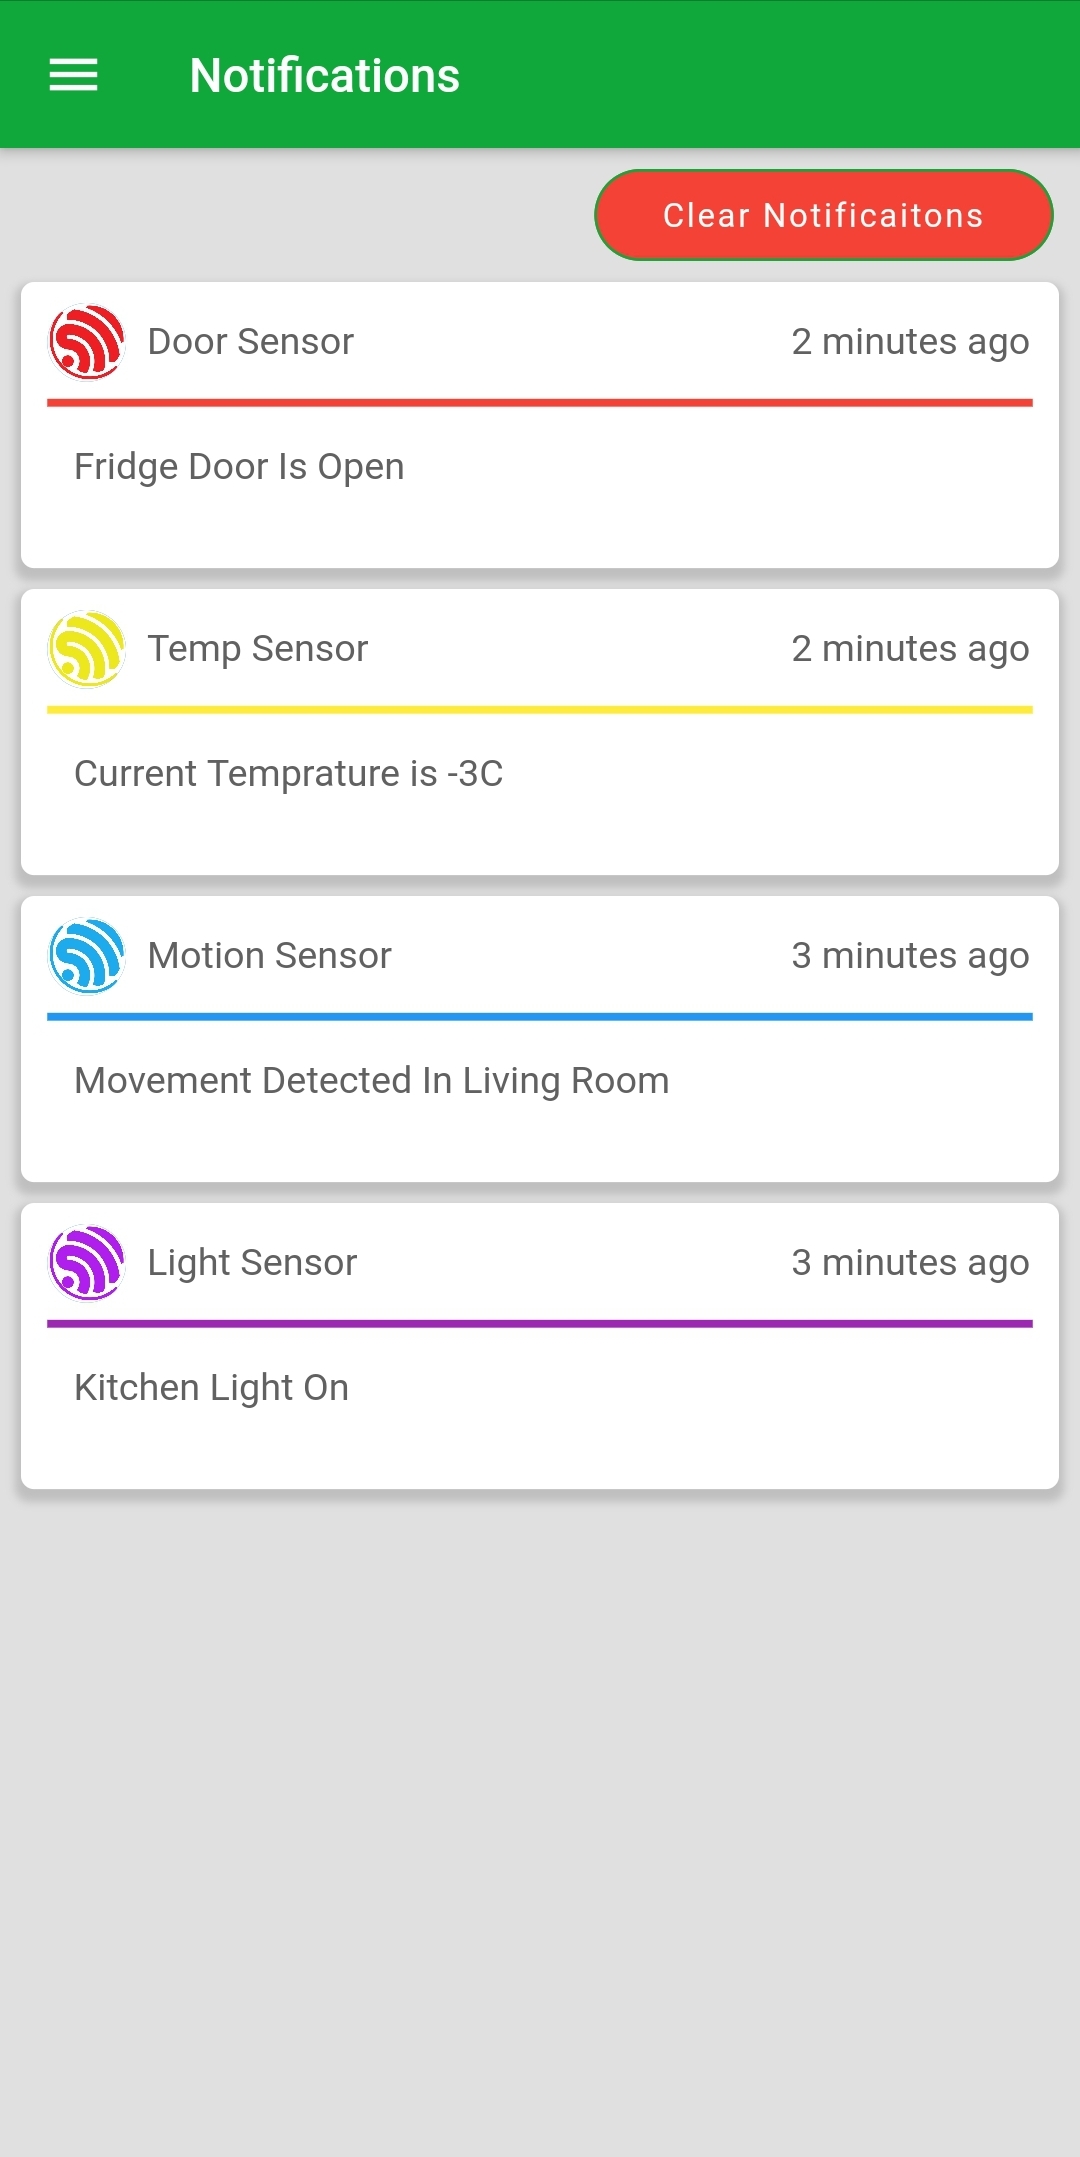 Notifications
Clear Notificaitons
Door Sensor 2 minutes ago
Fridge Door Is Open
Temp Sensor 2 minutes ago
Current Temprature is -3C
Motion Sensor 3 minutes ago
Movement Detected In Living Room
Light Sensor 3 minutes ago
Kitchen Light On